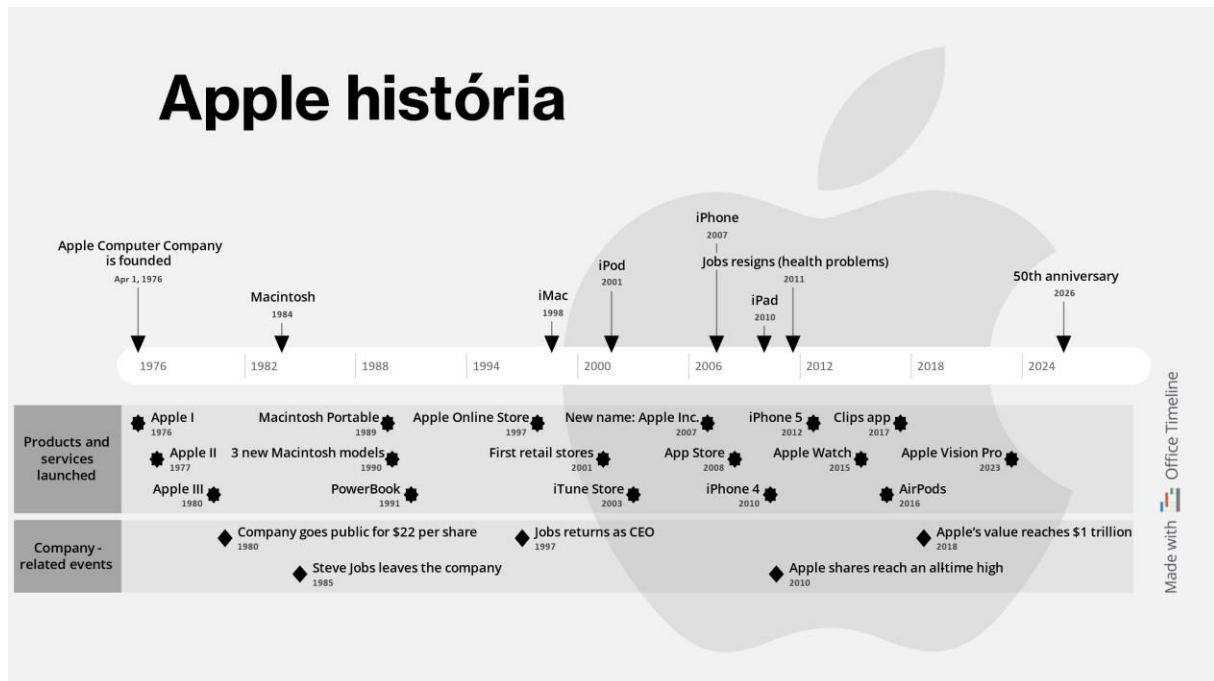 Apple história
iPhone
2007
Apple Computer Company
is founded
Apr 1, 1976
Jobs resigns (health problems)
2011
iPod
2001
50th anniversary
2026
Macintosh
1984
iMac
1998
iPad
2010
1976 1982 1988 1994 2000 2006 2012 2018 2024
Products and
services
launched
Apple I
1976
Macintosh Portable
1989
Apple Online Store
1997
New name: Apple Inc.
2007
iPhone 5
2012
Clips app
2017
Apple II
1977
3 new Macintosh models
1990
First retail stores
2001
App Store
2008
Apple Watch
2015
Apple Vision Pro
2023
Apple III
1980
PowerBook
1991
iTune Store
2003
iPhone 4
2010
AirPods
2016
Company-
related events
Company goes public for $22 per share
1980
Jobs returns as CEO
1997
Apple's value reaches $1 trillion
2018
Steve Jobs leaves the company
1985
Apple shares reach an all-time high
2010
Made with Office Timeline